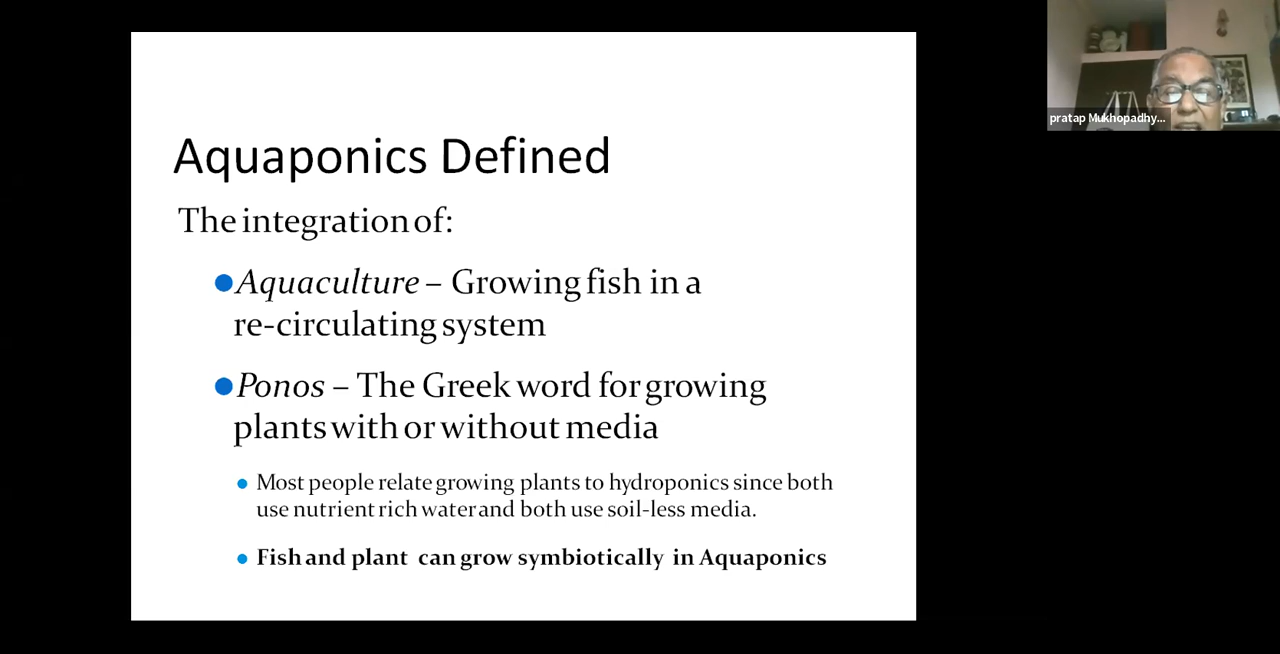 Aquaponics Defined
The integration of:
●Aquaculture – Growing fish in a
re-circulating system
●Ponos – The Greek word for growing
plants with or without media
● Most people relate growing plants to hydroponics since both
use nutrient rich water and both use soil-less media.
● Fish and plant can grow symbiotically in Aquaponics
pratap Mukhopadhy...